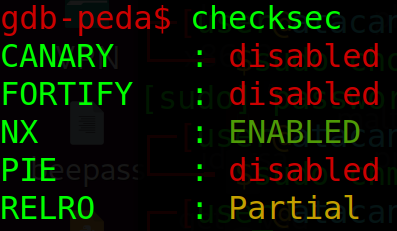 gdb-peda$ checksec
CANARY    : disabled
FORTIFY   : disabled
NX        : ENABLED
PIE       : disabled
RELRO     : Partial